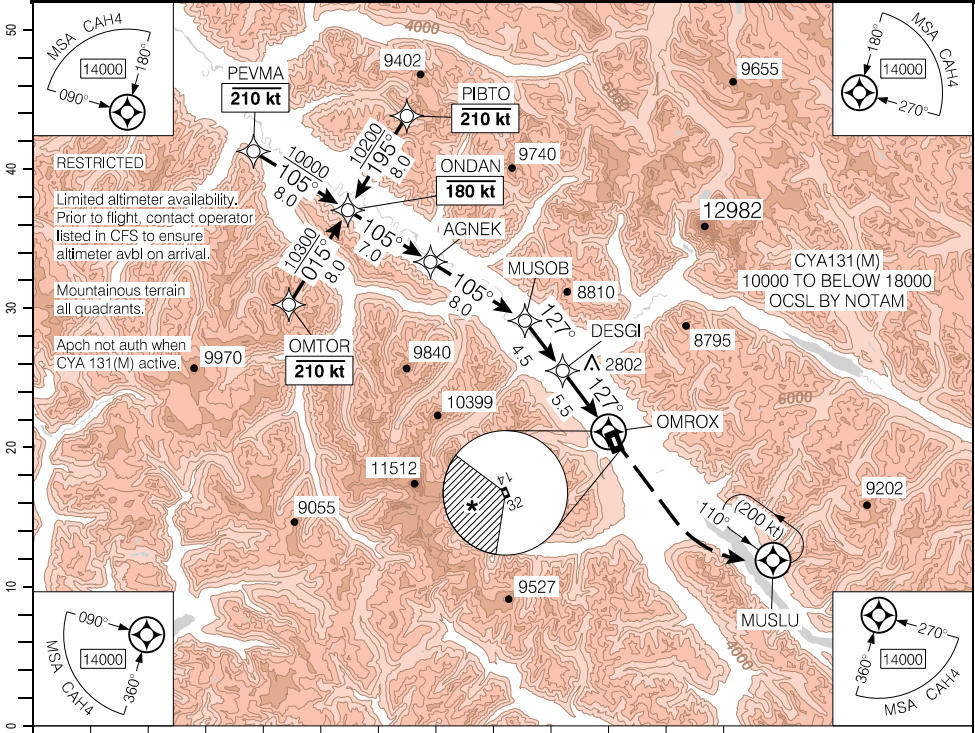 50
40
30
20
10
0
MSA CAH4
14000
180°
090°
MSA CAH4
14000
180°
270°
PEVMA
210 kt
4000
9402
PIBTO
210 kt
6000
9655
10200
195°
8.0
10000
105°
8.0
ONDAN
180 kt
9740
RESTRICTED
Limited altimeter availability.
Prior to flight, contact operator
listed in CFS to ensure
altimeter avbl on arrival.
Mountainous terrain
all quadrants.
Apch not auth when
CYA 131(M) active.
105°
7.0
AGNEK
12982
10300
015°
8.0
OMTOR
210 kt
105°
8.0
MUSOB
8810
CYA131(M)
10000 TO BELOW 18000
OCSL BY NOTAM
127°
4.5
DESGI
8795
2802
9970
9840
127°
5.5
6000
10399
OMROX
11512
14
32
*
9055
9202
110°
(200 kt)
9527
MUSLU
4000
090°
14000
360°
MSA CAH4
270°
14000
360°
MSA CAH4